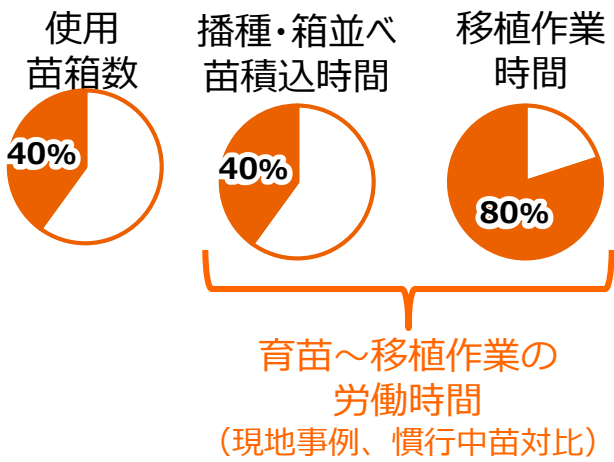 使用
苗箱数
播種・箱並べ
苗積込時間
移植作業
時間
40%
40%
80%
育苗～移植作業の
労働時間
（現地事例、慣行中苗対比）